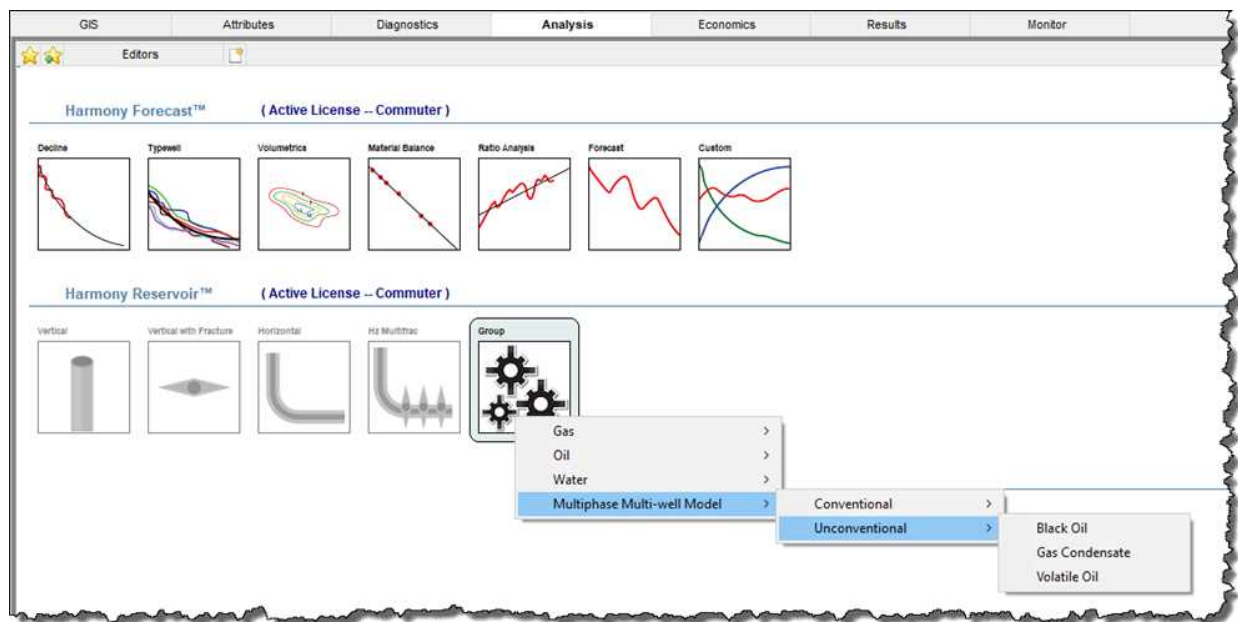 GIS Attributes Diagnostics Analysis Economics Results Monitor
Editors
Harmony Forecast™ ( Active License -- Commuter )
Decline Typewell Volumetrics Material Balance Ratio Analysis Forecast Custom
Harmony Reservoir™ ( Active License -- Commuter )
Vertical Vertical with Fracture Horizontal Hz Multifrac Group
Gas
Oil
Water
Multiphase Multi-well Model Conventional
Unconventional Black Oil
Gas Condensate
Volatile Oil